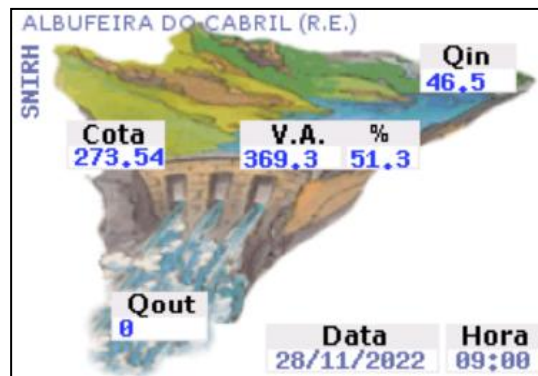 ALBUFEIRA DO CABRIL (R.E.)
SNIRH
Qin
46.5
Cota
273.54
V.A. %
369.3 51.3
Qout
0
Data Hora
28/11/2022 09:00